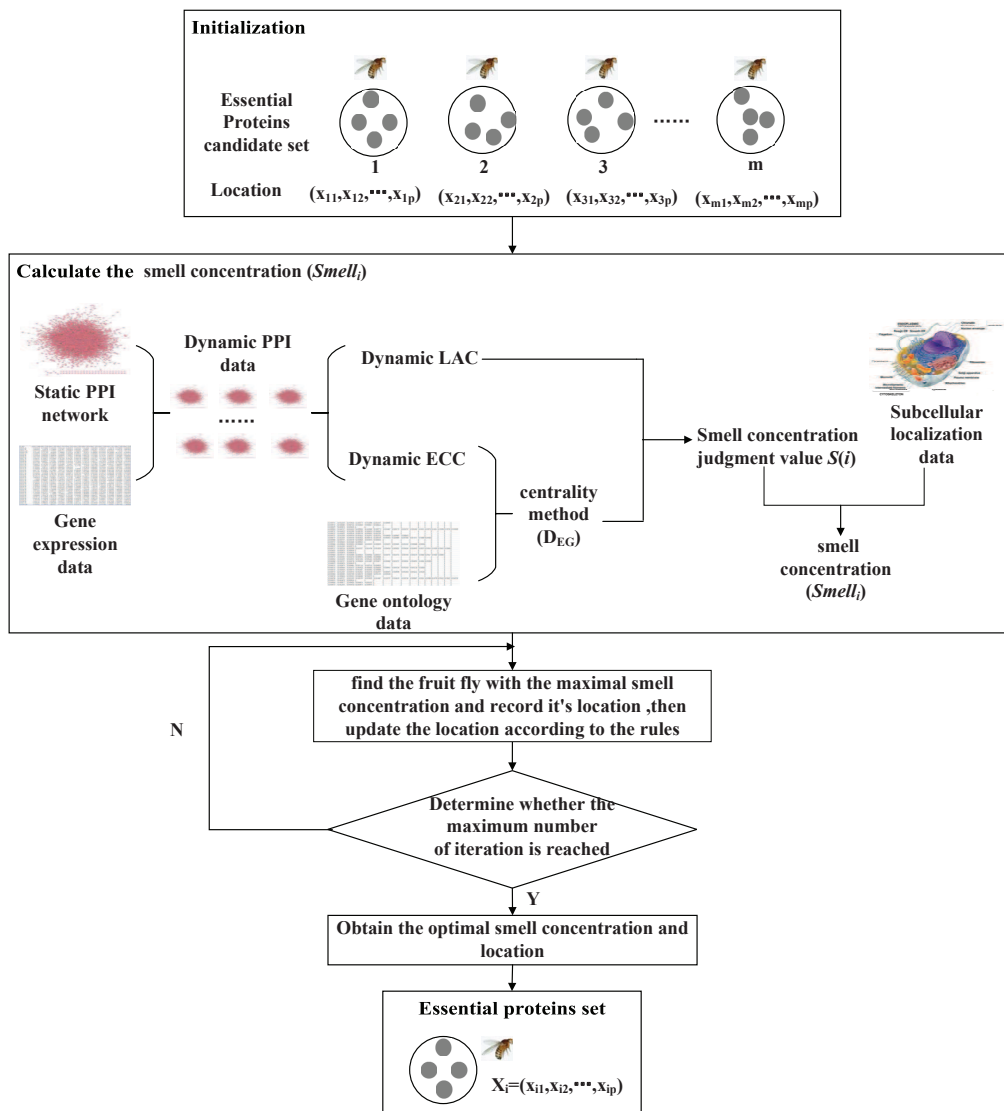 Initialization
Essential
Proteins
candidate set
......
1
2
3
m
Location
(x11,x12,...,x1p)
(x21,x22,...,x2p)
(x31,x32,...,x3p)
(xm1,xm2,...,xmp)
Calculate the smell concentration (Smelli)
Static PPI
network
Gene
expression
data
Dynamic PPI
data
......
Dynamic LAC
Dynamic ECC
Gene ontology
data
centrality
method
(DEG)
Smell concentration
judgment value S(i)
Subcellular
localization
data
smell
concentration
(Smelli)
find the fruit fly with the maximal smell
concentration and record it's location ,then
update the location according to the rules
N
Determine whether the
maximum number
of iteration is reached
Y
Obtain the optimal smell concentration and
location
Essential proteins set
Xi=(xi1,xi2,...,xip)